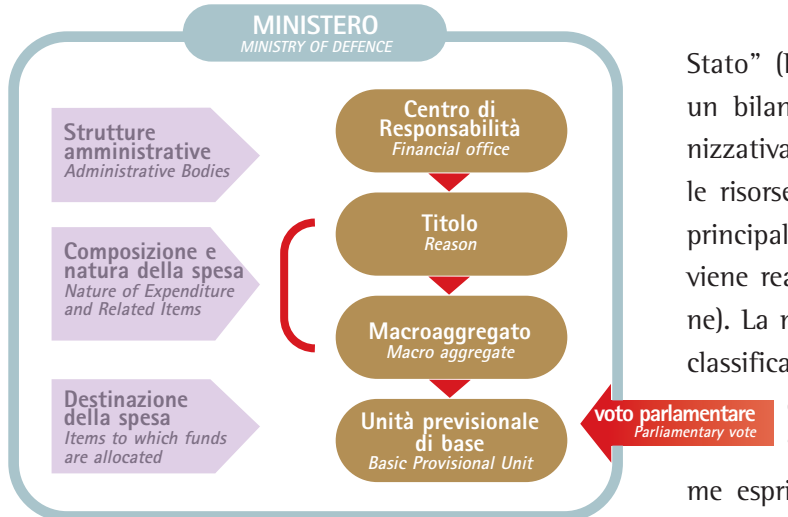 MINISTERO
MINISTRY OF DEFENCE
Strutture
amministrative
Administrative Bodies
Centro di
Responsabilità
Financial office
Composizione e
natura della spesa
Nature of Expenditure
and Related Items
Titolo
Reason
Macroaggregato
Macro aggregate
Destinazione
della spesa
Items to which funds
are allocated
Unità previsionale
di base
Basic Provisional Unit
voto parlamentare
Parliamentary vote
Stato"
un bilan
nizzativa
le risorse
principal
viene rea
ne). La
classifica
me espri